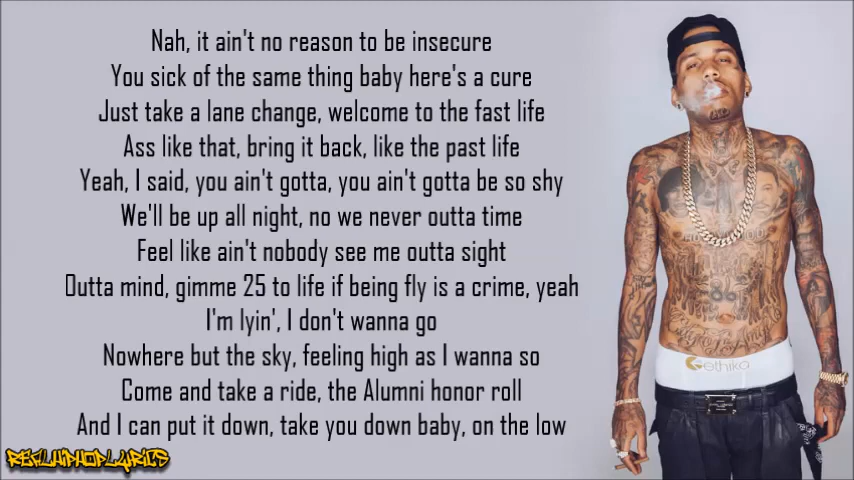 Nah, it ain't no reason to be insecure
You sick of the same thing baby here's a cure
Just take a lane change, welcome to the fast life
Ass like that, bring it back, like the past life
Yeah, I said, you ain't gotta, you ain't gotta be so shy
We'll be up all night, no we never outta time
Feel like ain't nobody see me outta sight
Outta mind, gimme 25 to life if being fly is a crime, yeah
I'm lyin', I don't wanna go
Nowhere but the sky, feeling high as I wanna so
Come and take a ride, the Alumni honor roll
And I can put it down, take you down baby, on the low
REALHIPHOPLYRICS
ethika